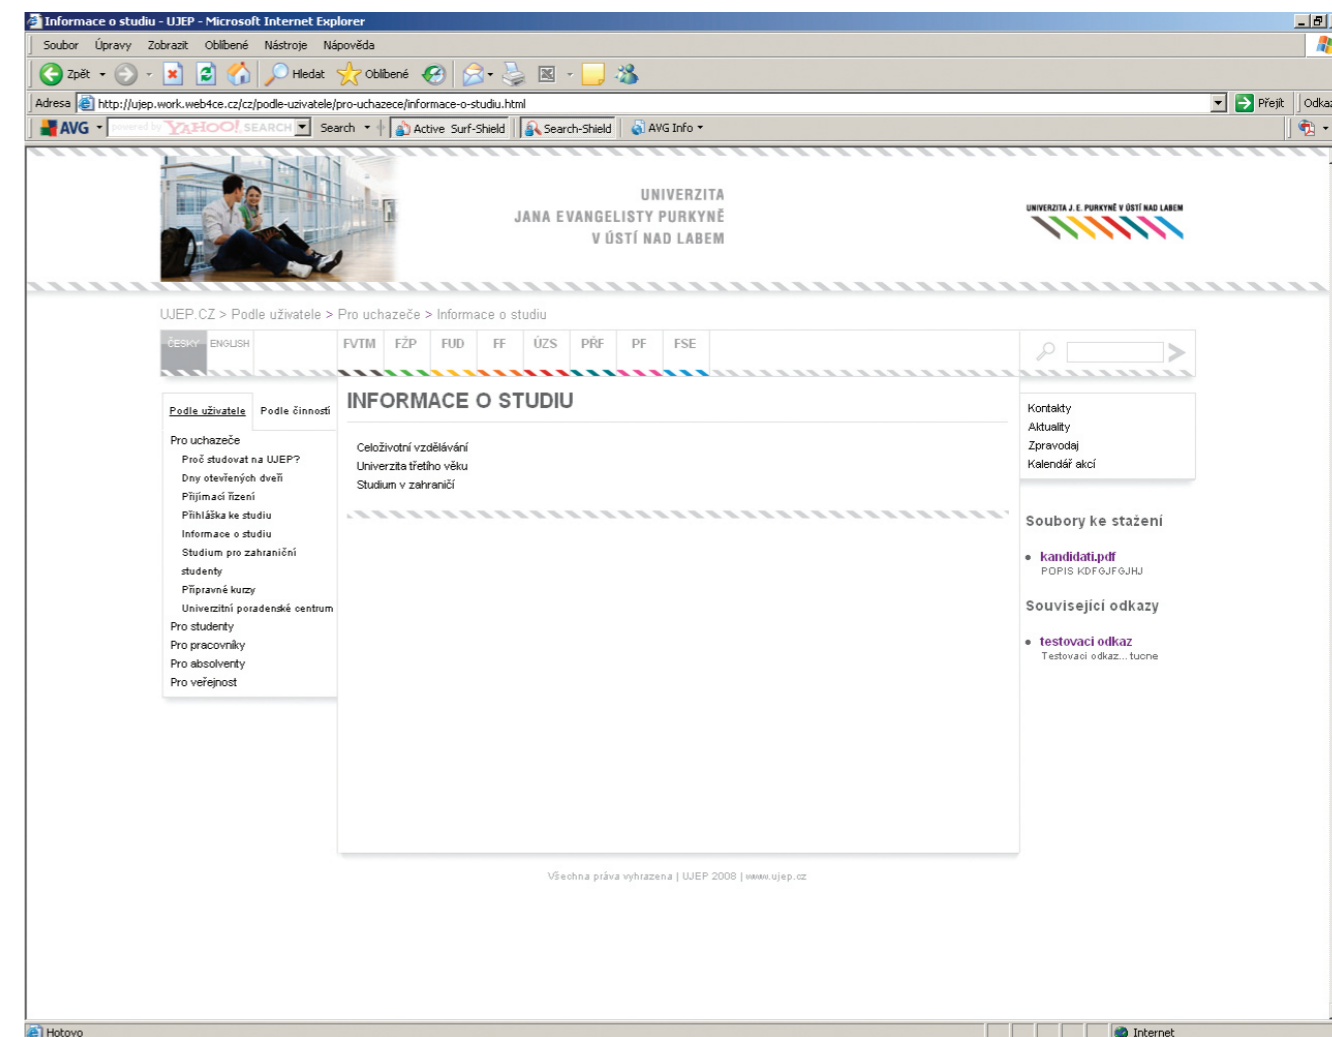 Informace o studiu - UJEP - Microsoft Internet Explorer
Soubor Úpravy Zobrazit Oblíbené Nástroje Nápověda
Zpět Hledat Oblíbené
Adresa http://ujep.work.web4ce.cz/cz/podle-uzivatele/pro-uchazece/informace-o-studiu.html Přejít Odkaz
AVG powered by YAHOO! SEARCH Search Active Surf-Shield Search-Shield AVG Info
UNIVERZITA
JANA EVANGELISTY PURKYNĚ
V ÚSTÍ NAD LABEM
UNIVERZITA J. E. PURKYNĚ V ÚSTÍ NAD LABEM
UJEP.CZ > Podle uživatele > Pro uchazeče > Informace o studiu
ČESKY ENGLISH FVTM FŽP FUD FF ÚZS PŘF PF FSE
Podle uživatele Podle činností
Pro uchazeče
Proč studovat na UJEP?
Dny otevřených dveří
Přijímací řízení
Přihláška ke studiu
Informace o studiu
Studium pro zahraniční
studenty
Přípravné kurzy
Univerzitní poradenské centrum
Pro studenty
Pro pracovníky
Pro absolventy
Pro veřejnost
INFORMACE O STUDIU
Celoživotní vzdělávání
Univerzita třetího věku
Studium v zahraničí
Kontakty
Aktuality
Zpravodaj
Kalendář akcí
Soubory ke stažení
kandidati.pdf
POPIS KDFGJFGJHJ
Související odkazy
testovaci odkaz
Testovaci odkaz... tucne
Všechna práva vyhrazena | UJEP 2008 | www.ujep.cz
Hotovo Internet